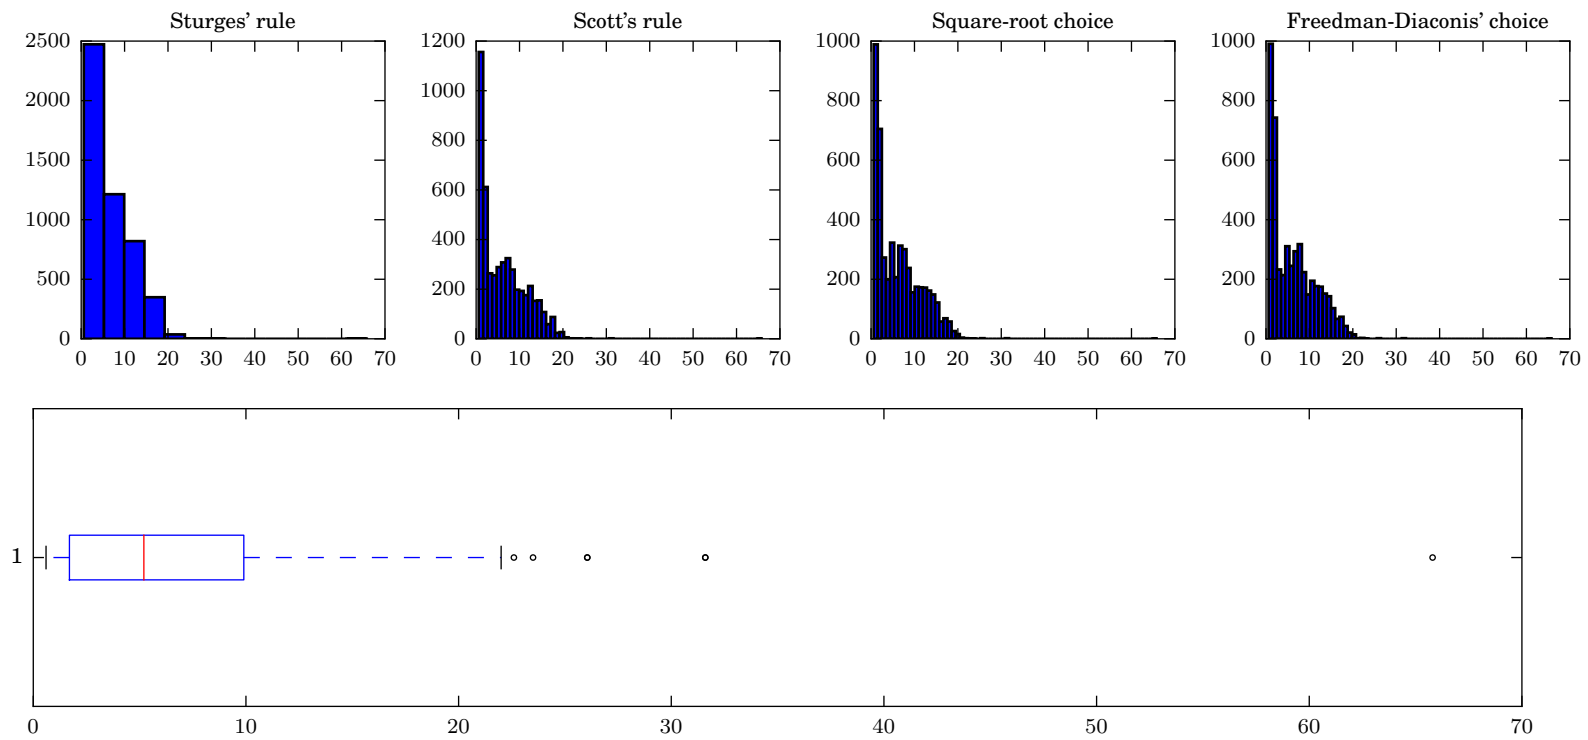 Sturges’ rule
2500
2000
1500
1000
500
0
0 10 20 30 40 50 60 70
Scott’s rule
1200
1000
800
600
400
200
0
0 10 20 30 40 50 60 70
Square-root choice
1000
800
600
400
200
0
0 10 20 30 40 50 60 70
Freedman-Diaconis’ choice
1000
800
600
400
200
0
0 10 20 30 40 50 60 70
1
0 10 20 30 40 50 60 70